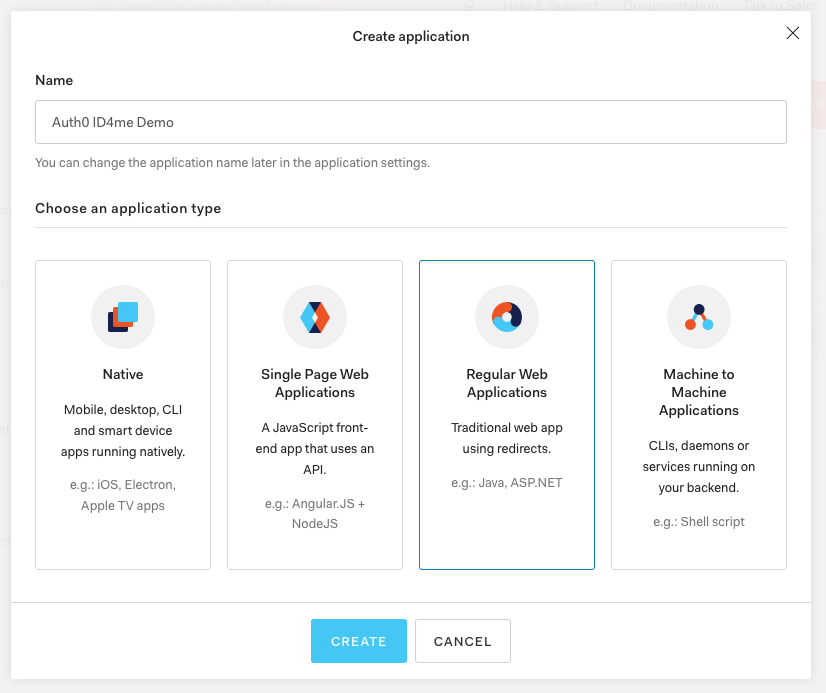 Help & Support Documentation Talk to Sales
Create application
Name
Auth0 ID4me Demo
You can change the application name later in the application settings.
Choose an application type
Native
Mobile, desktop, CLI
and smart device
apps running natively.
e.g.: iOS, Electron,
Apple TV apps
Single Page Web
Applications
A JavaScript front-
end app that uses an
API.
e.g.: Angular.JS +
NodeJS
Regular Web
Applications
Traditional web app
using redirects.
e.g.: Java, ASP.NET
Machine to
Machine
Applications
CLIs, daemons or
services running on
your backend.
e.g.: Shell script
CREATE
CANCEL